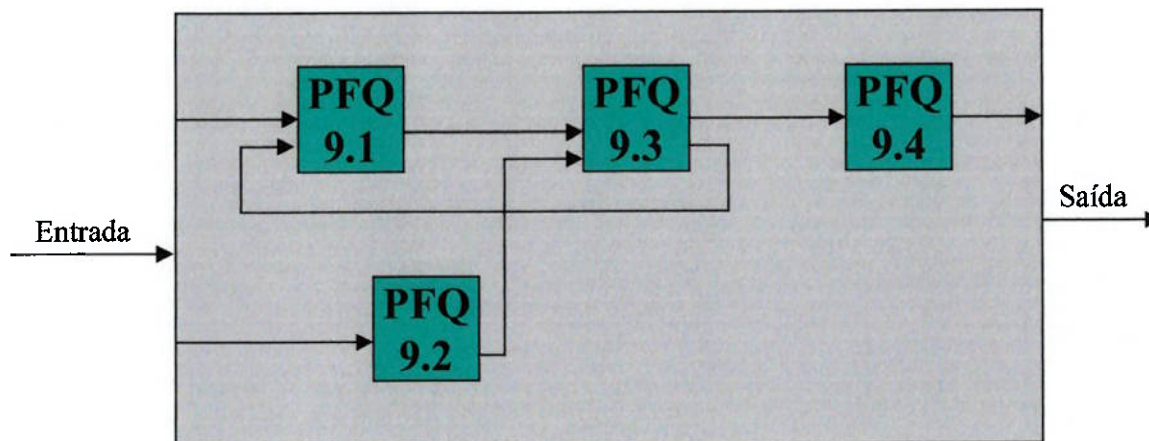 PFQ
9.1
PFQ
9.3
PFQ
9.4
Saída
Entrada
PFQ
9.2